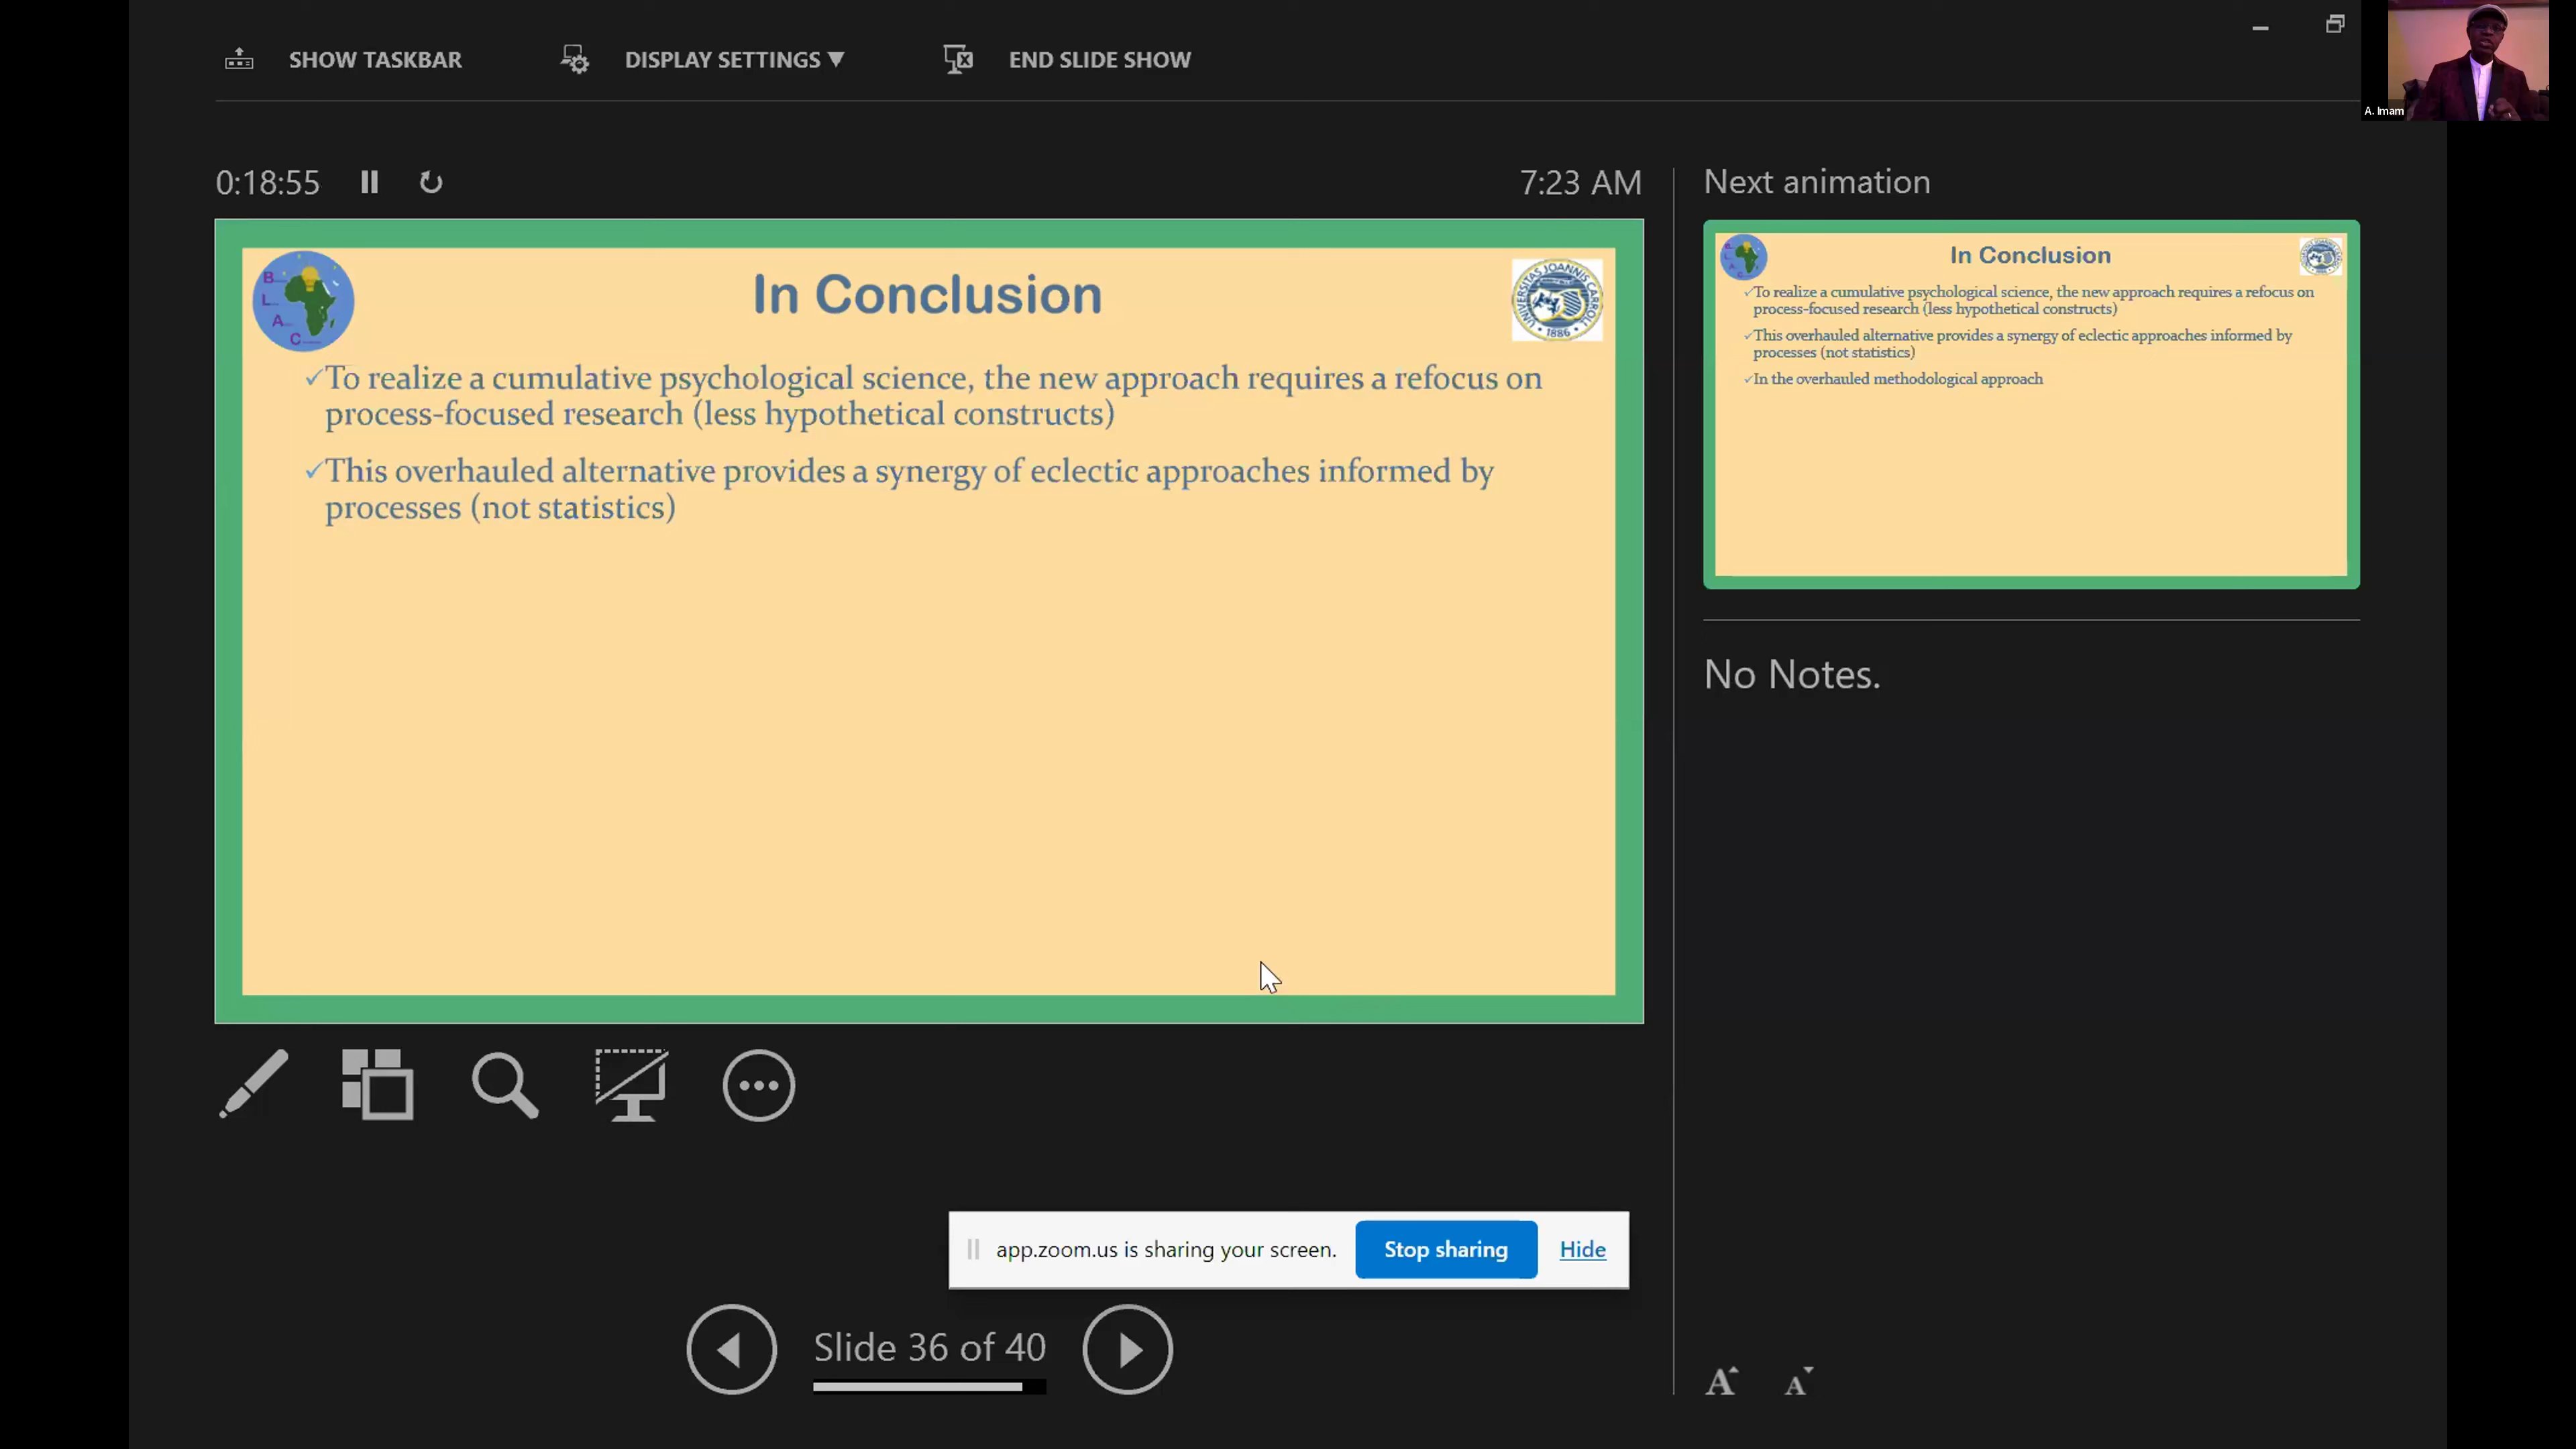 SHOW TASKBAR
DISPLAY SETTINGS ▼
END SLIDE SHOW
A. Imam
0:18:55
7:23 AM
In Conclusion
B
L
A
C
UNIVERSITAS JOANNIS CARROLL
1886
✓To realize a cumulative psychological science, the new approach requires a refocus on
process-focused research (less hypothetical constructs)
✓This overhauled alternative provides a synergy of eclectic approaches informed by
processes (not statistics)
Next animation
In Conclusion
✓To realize a cumulative psychological science, the new approach requires a refocus on
process-focused research (less hypothetical constructs)
✓This overhauled alternative provides a synergy of eclectic approaches informed by
processes (not statistics)
✓In the overhauled methodological approach
No Notes.
app.zoom.us is sharing your screen.
Stop sharing
Hide
Slide 36 of 40
A
A